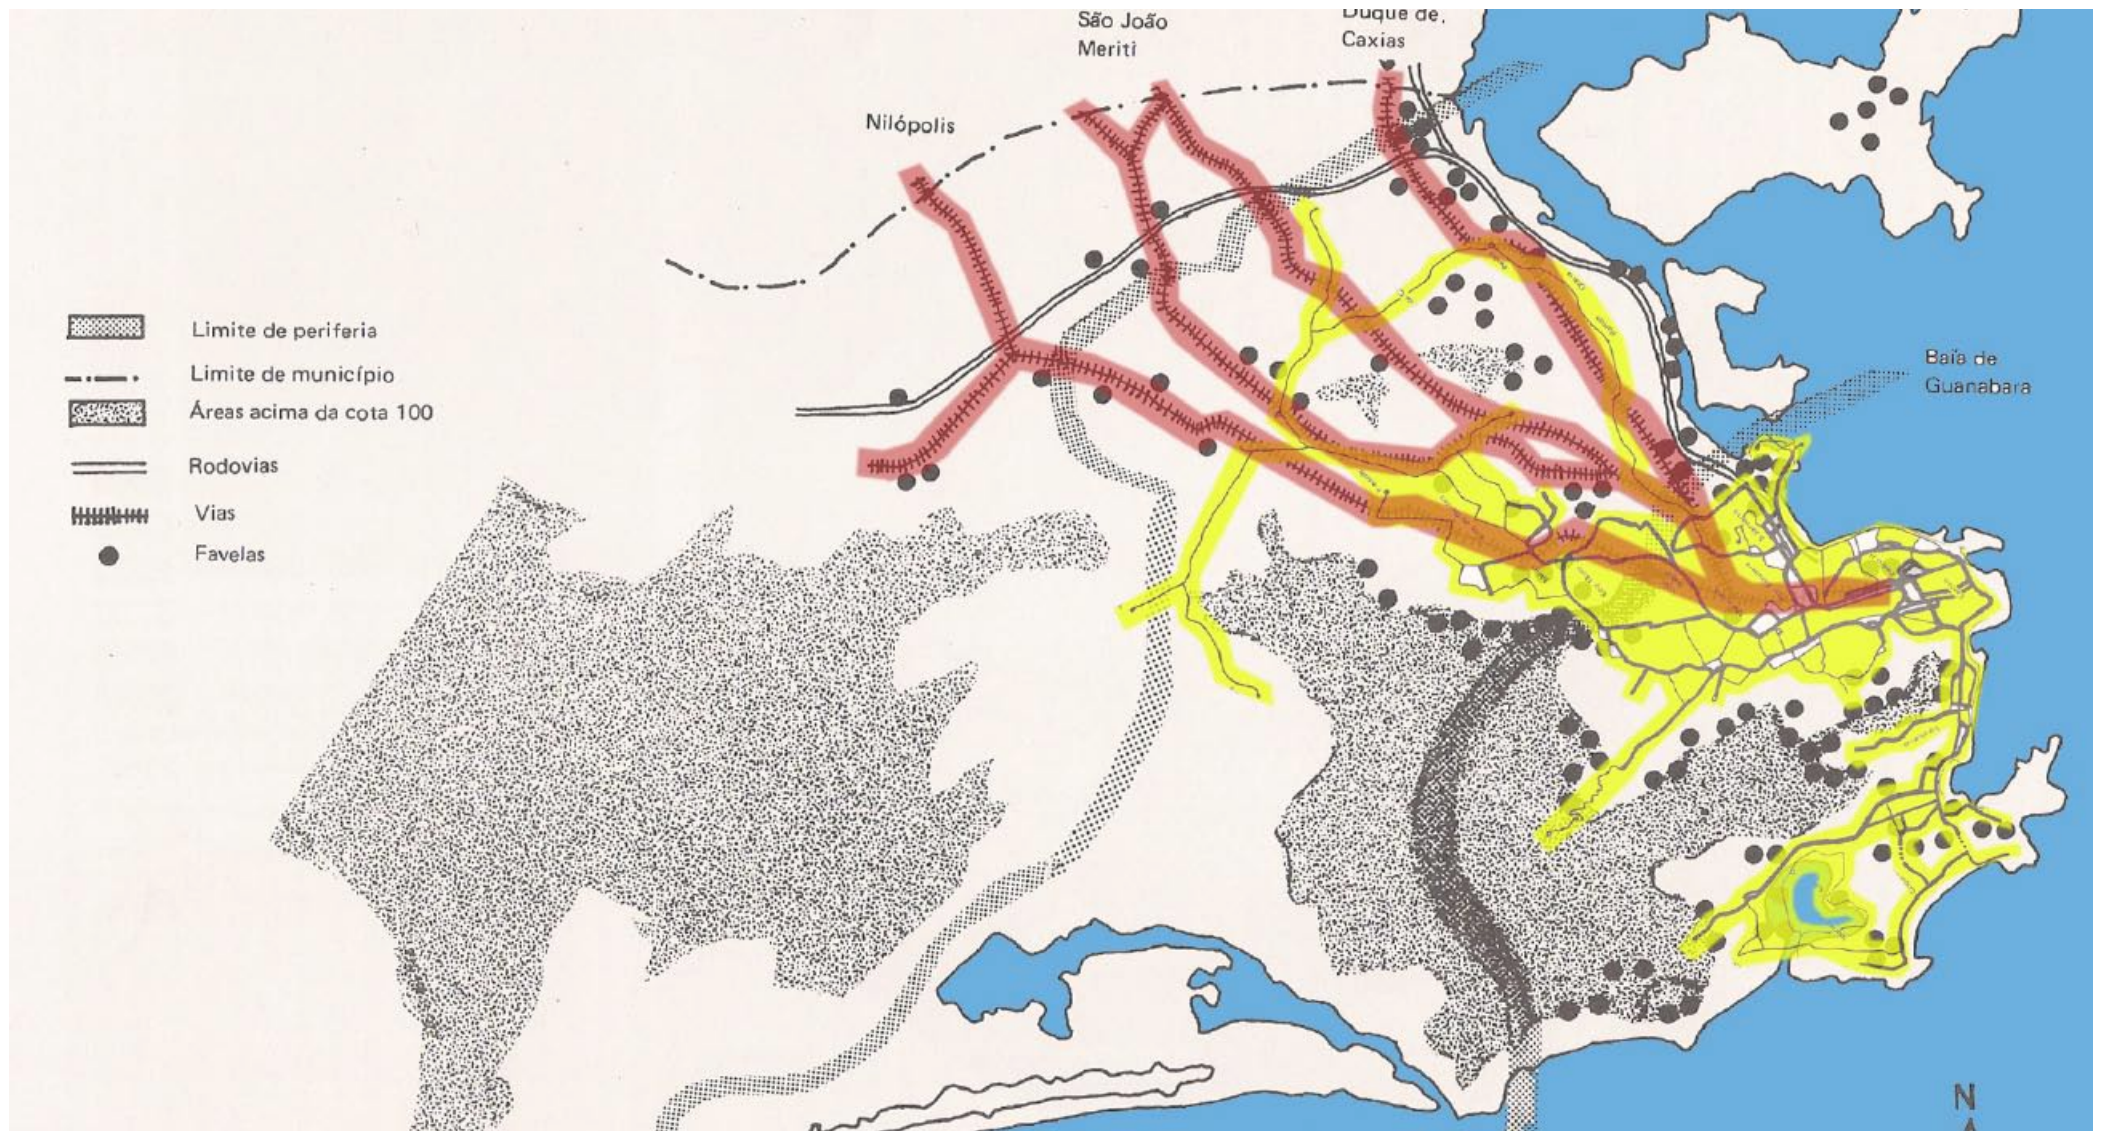 São João
Meriti
Duque de.
Caxias
Nilópolis
Limite de periferia
Limite de município
Áreas acima da cota 100
Rodovias
Vias
Favelas
Baía de
Guanabara
N